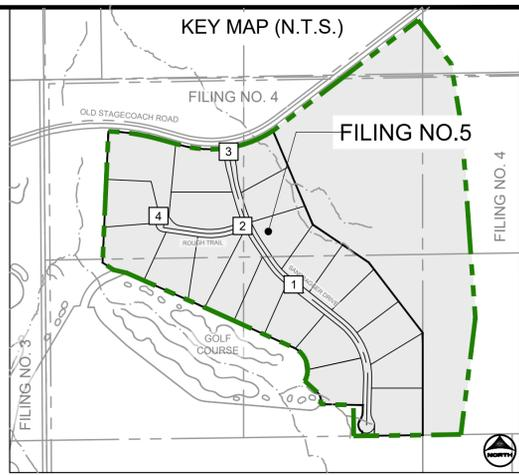 KEY MAP (N.T.S.)
FILING NO. 4
OLD STAGECOACH ROAD
FILING NO.5
3
4
2
ROUGH TRAIL
1
FILING NO. 4
GOLF
COURSE
FILING NO. 3
NORTH